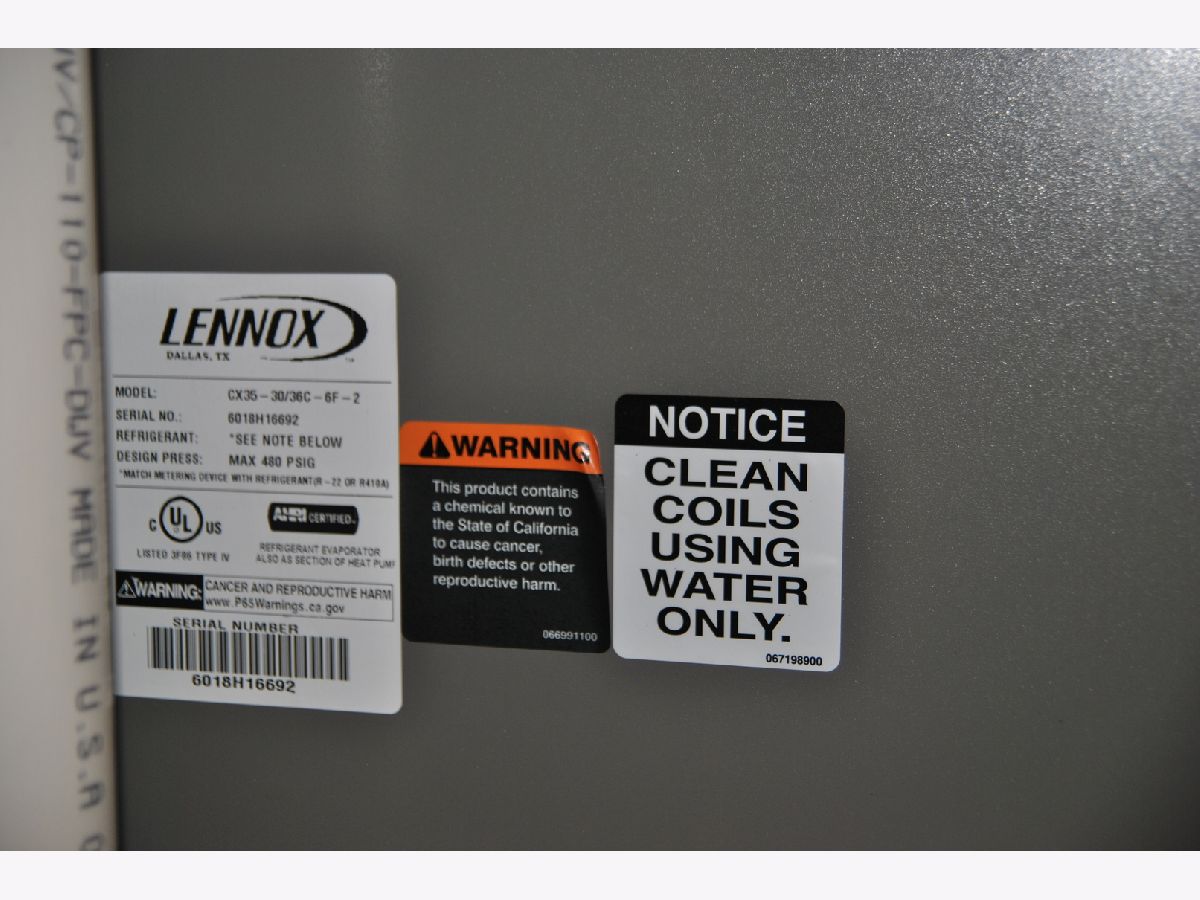 W/CP-110-FPC-DWV MADE IN U.S.A
LENNOX
DALLAS, TX
MODEL: CX35-30/36C-6F-2
SERIAL NO.: 6018H16692
REFRIGERANT: *SEE NOTE BELOW
DESIGN PRESS: MAX 480 PSIG
*MATCH METERING DEVICE WITH REFRIGERANT(R-22 OR R410A)
C UL US
LISTED 3F86 TYPE IV
AHRI CERTIFIED
REFRIGERANT EVAPORATOR
ALSO AS SECTION OF HEAT PUMP
WARNING: CANCER AND REPRODUCTIVE HARM
www.P65Warnings.ca.gov
SERIAL NUMBER
6018H16692
WARNING
This product contains
a chemical known to
the State of California
to cause cancer,
birth defects or other
reproductive harm.
066991100
NOTICE
CLEAN
COILS
USING
WATER
ONLY.
067198900